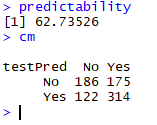 > predictability
[1] 62.73526
> cm
testPred  No Yes
     No  186 175
     Yes 122 314
>